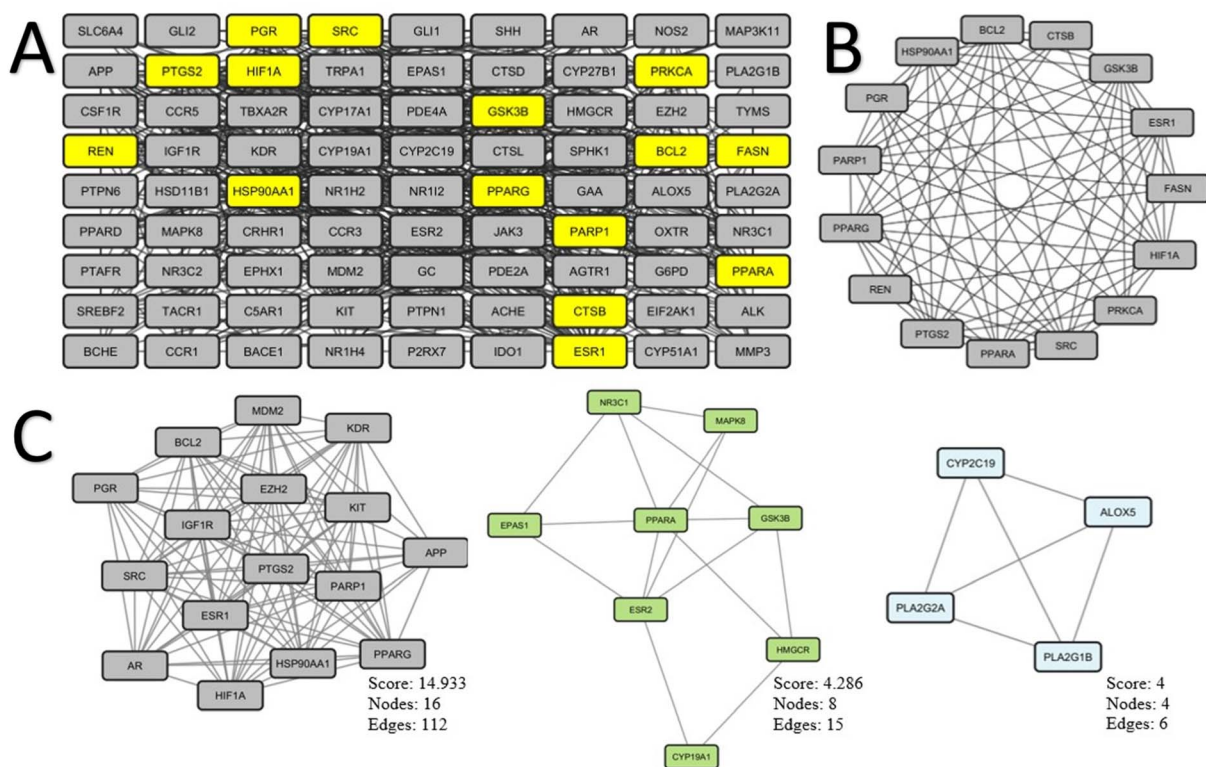 A
SLC6A4 GLI2 PGR SRC GLI1 SHH AR NOS2 MAP3K11
APP PTGS2 HIF1A TRPA1 EPAS1 CTSD CYP27B1 PRKCA PLA2G1B
CSF1R CCR5 TBXA2R CYP17A1 PDE4A GSK3B HMGCR EZH2 TYMS
REN IGF1R KDR CYP19A1 CYP2C19 CTSL SPHK1 BCL2 FASN
PTPN6 HSD11B1 HSP90AA1 NR1H2 NR1I2 PPARG GAA ALOX5 PLA2G2A
PPARD MAPK8 CRHR1 CCR3 ESR2 JAK3 PARP1 OXTR NR3C1
PTAFR NR3C2 EPHX1 MDM2 GC PDE2A AGTR1 G6PD PPARA
SREBF2 TACR1 C5AR1 KIT PTPN1 ACHE CTSB EIF2AK1 ALK
BCHE CCR1 BACE1 NR1H4 P2RX7 IDO1 ESR1 CYP51A1 MMP3
B
BCL2
CTSB
HSP90AA1
GSK3B
PGR
ESR1
PARP1
FASN
PPARG
HIF1A
REN
PRKCA
PTGS2
SRC
PPARA
C
MDM2
KDR
BCL2
PGR
EZH2
KIT
IGF1R
APP
SRC
PTGS2
PARP1
ESR1
AR
HSP90AA1
PPARG
HIF1A
Score: 14.933
Nodes: 16
Edges: 112
NR3C1
MAPK8
EPAS1
PPARA
GSK3B
ESR2
HMGCR
CYP19A1
Score: 4.286
Nodes: 8
Edges: 15
CYP2C19
ALOX5
PLA2G2A
PLA2G1B
Score: 4
Nodes: 4
Edges: 6